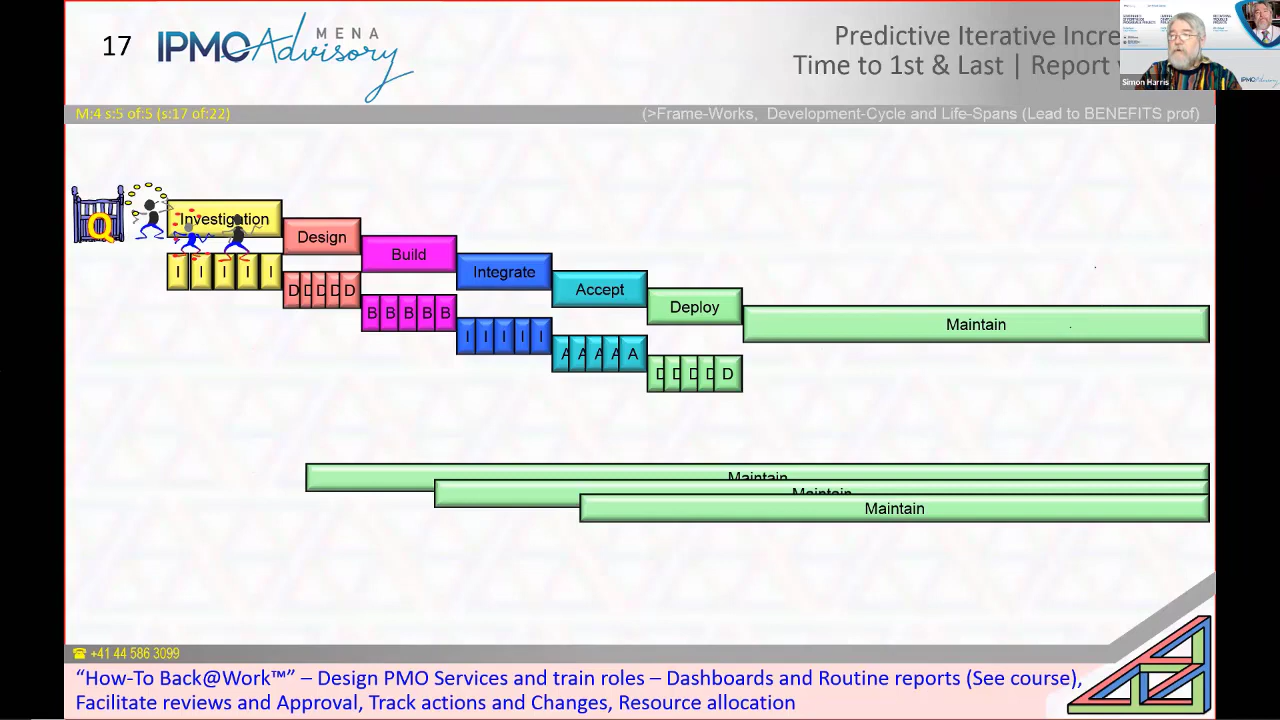 17
IPMO Advisory MENA
Predictive Iterative Incre
Time to 1st & Last | Report
Simon Harris
M:4 s:5 of:5 (s:17 of:22)
(>Frame-Works, Development-Cycle and Life-Spans (Lead to BENEFITS prof)
Q
Investigation
Design
Build
Integrate
Accept
Deploy
Maintain
I I I I I
D D D D D
B B B B B
I I I I I
A A A A A
D D D D D
Maintain
Maintain
Maintain
☎ +41 44 586 3099
“How-To Back@Work™” – Design PMO Services and train roles – Dashboards and Routine reports (See course),
Facilitate reviews and Approval, Track actions and Changes, Resource allocation